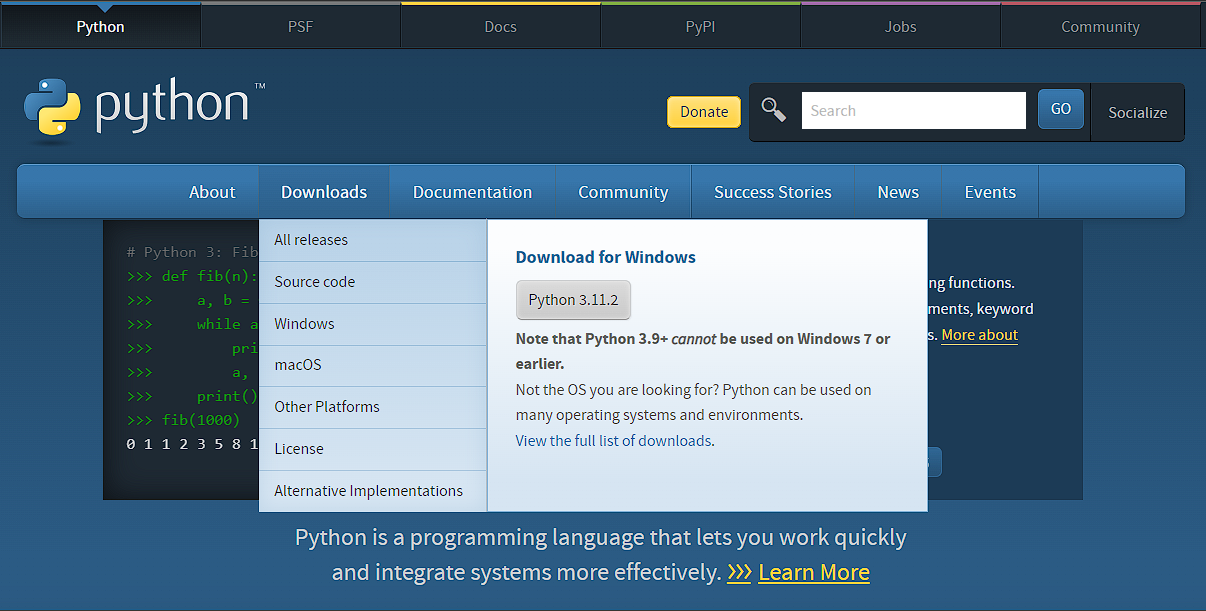 Python
PSF
Docs
PyPI
Jobs
Community
python™
Donate
Search
GO
Socialize
About
Downloads
Documentation
Community
Success Stories
News
Events
# Python 3: Fib
>>> def fib(n):
>>> a, b =
>>> while a
>>> pri
>>> a,
>>> print()
>>> fib(1000)
0 1 1 2 3 5 8 1
All releases
Source code
Windows
macOS
Other Platforms
License
Alternative Implementations
Download for Windows
Python 3.11.2
Note that Python 3.9+ cannot be used on Windows 7 or
earlier.
Not the OS you are looking for? Python can be used on
many operating systems and environments.
View the full list of downloads.
ng functions.
ments, keyword
s. More about
Python is a programming language that lets you work quickly
and integrate systems more effectively. >>> Learn More